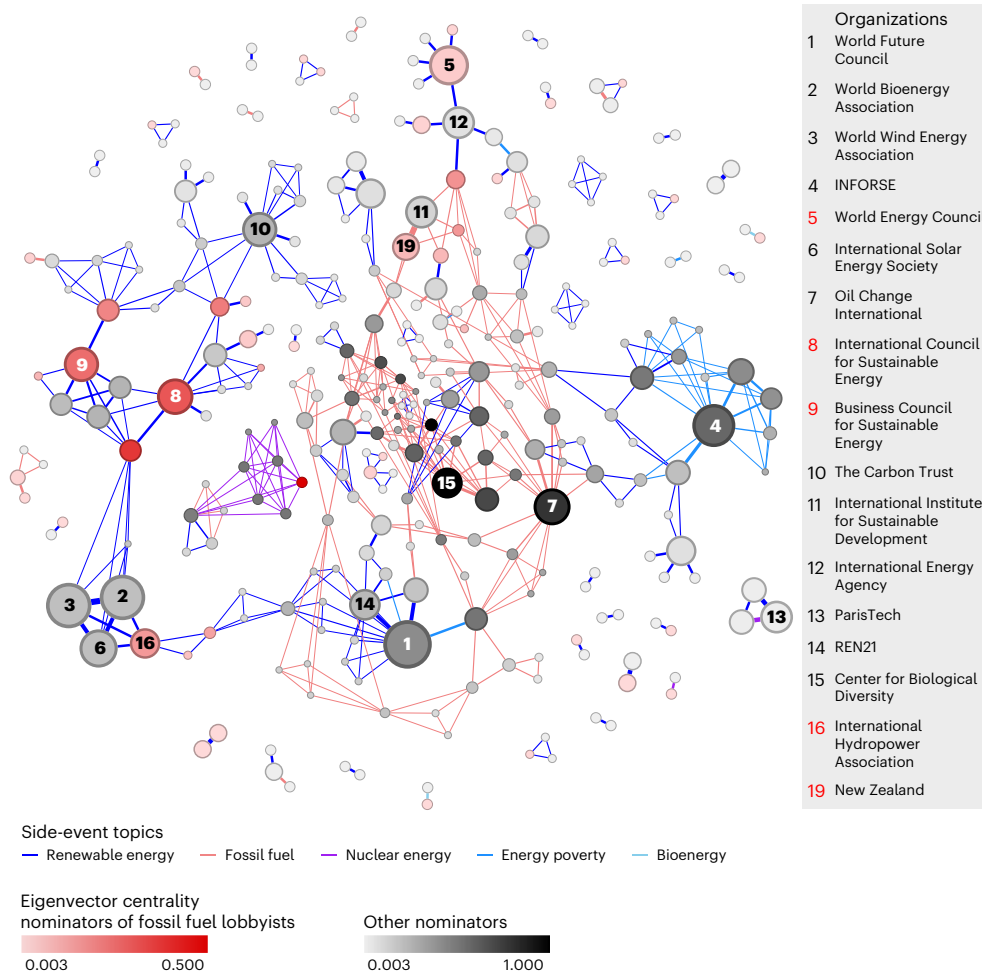 Organizations
1 World Future
Council
2 World Bioenergy
Association
3 World Wind Energy
Association
4 INFORSE
5 World Energy Counci
6 International Solar
Energy Society
7 Oil Change
International
8 International Council
for Sustainable
Energy
9 Business Council
for Sustainable
Energy
10 The Carbon Trust
11 International Institute
for Sustainable
Development
12 International Energy
Agency
13 ParisTech
14 REN21
15 Center for Biological
Diversity
16 International
Hydropower
Association
19 New Zealand
5
12
11
19
10
9
8
4
15
7
3
2
6
16
14
1
13
Side-event topics
Renewable energy Fossil fuel Nuclear energy Energy poverty Bioenergy
Eigenvector centrality
nominators of fossil fuel lobbyists Other nominators
0.003 0.500 0.003 1.000